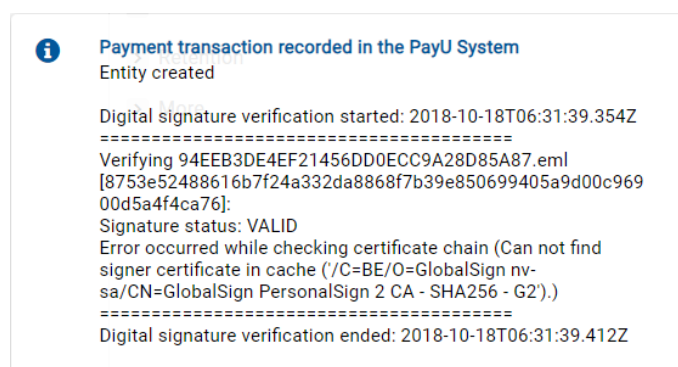 Payment transaction recorded in the PayU System
> Retention
Entity created
> More
Digital signature verification started: 2018-10-18T06:31:39.354Z
========================================
Verifying 94EEB3DE4EF21456DD0ECC9A28D85A87.eml
[8753e52488616b7f24a332da8868f7b39e850699405a9d00c969
00d5a4f4ca76]:
Signature status: VALID
Error occurred while checking certificate chain (Can not find
signer certificate in cache ('/C=BE/O=GlobalSign nv-
sa/CN=GlobalSign PersonalSign 2 CA - SHA256 - G2').)
========================================
Digital signature verification ended: 2018-10-18T06:31:39.412Z